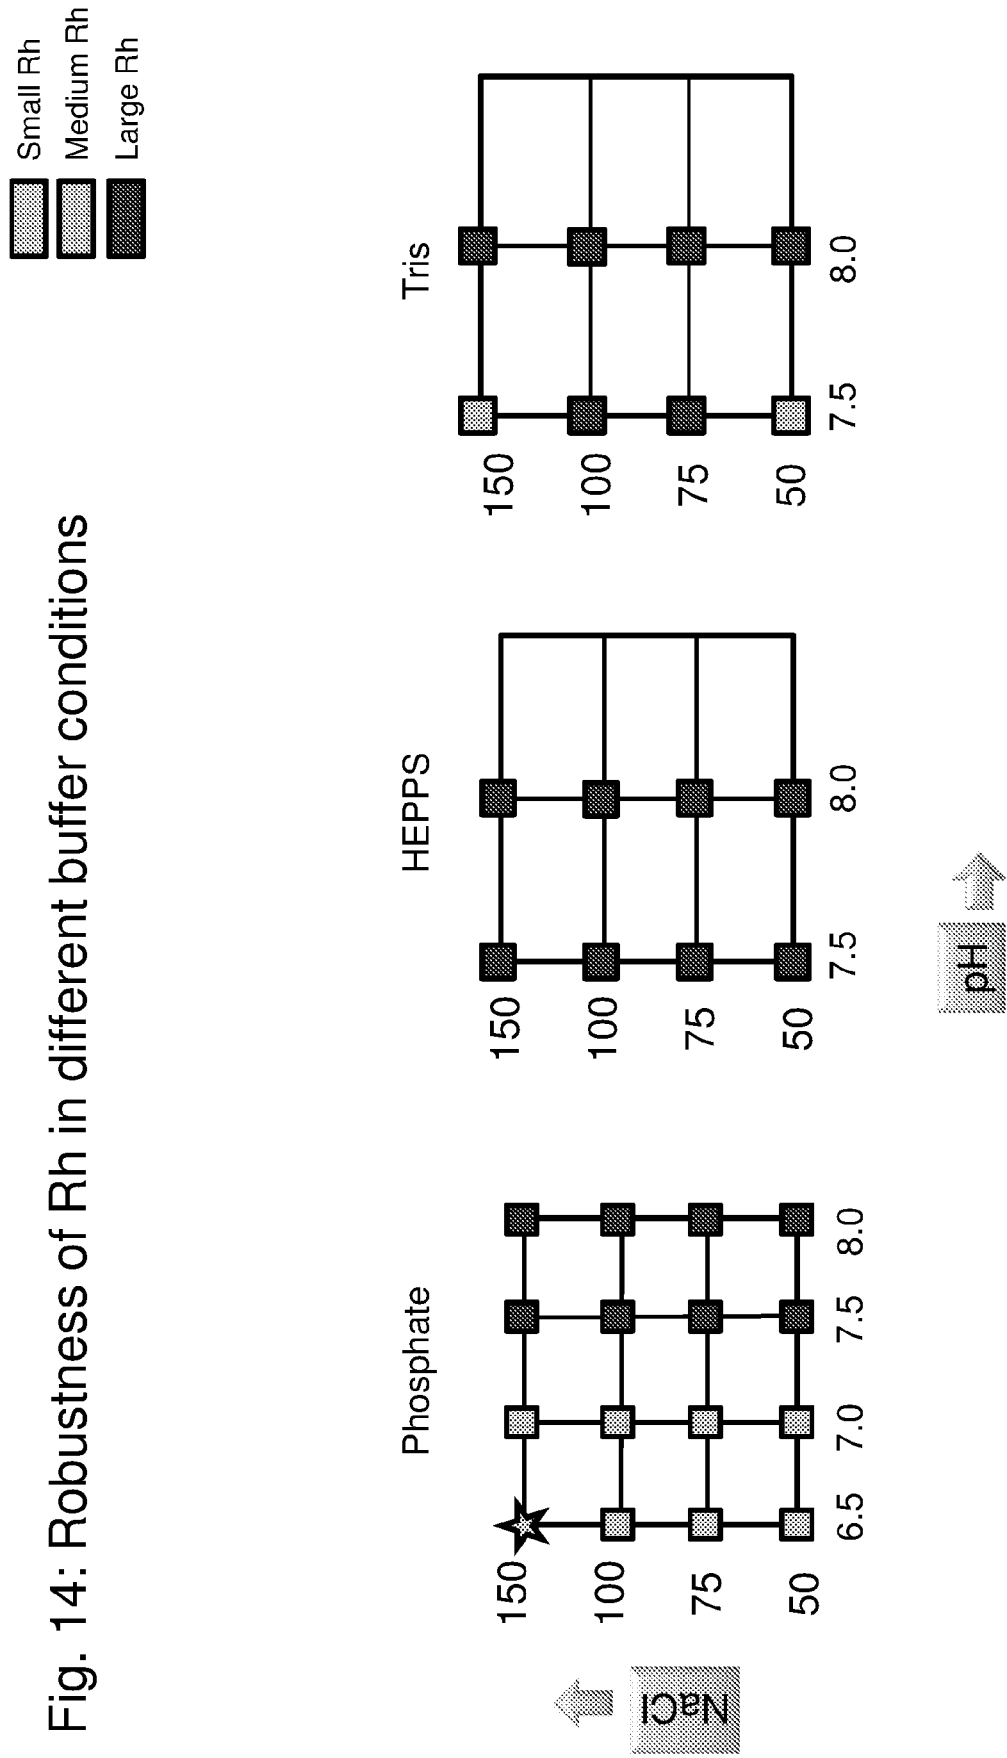 Fig. 14: Robustness of Rh in different buffer conditions
Small Rh
Medium Rh
Large Rh
Phosphate
150
100
75
50
6.5 7.0 7.5 8.0
HEPPS
150
100
75
50
7.5 8.0
Tris
150
100
75
50
7.5 8.0
NaCl
pH